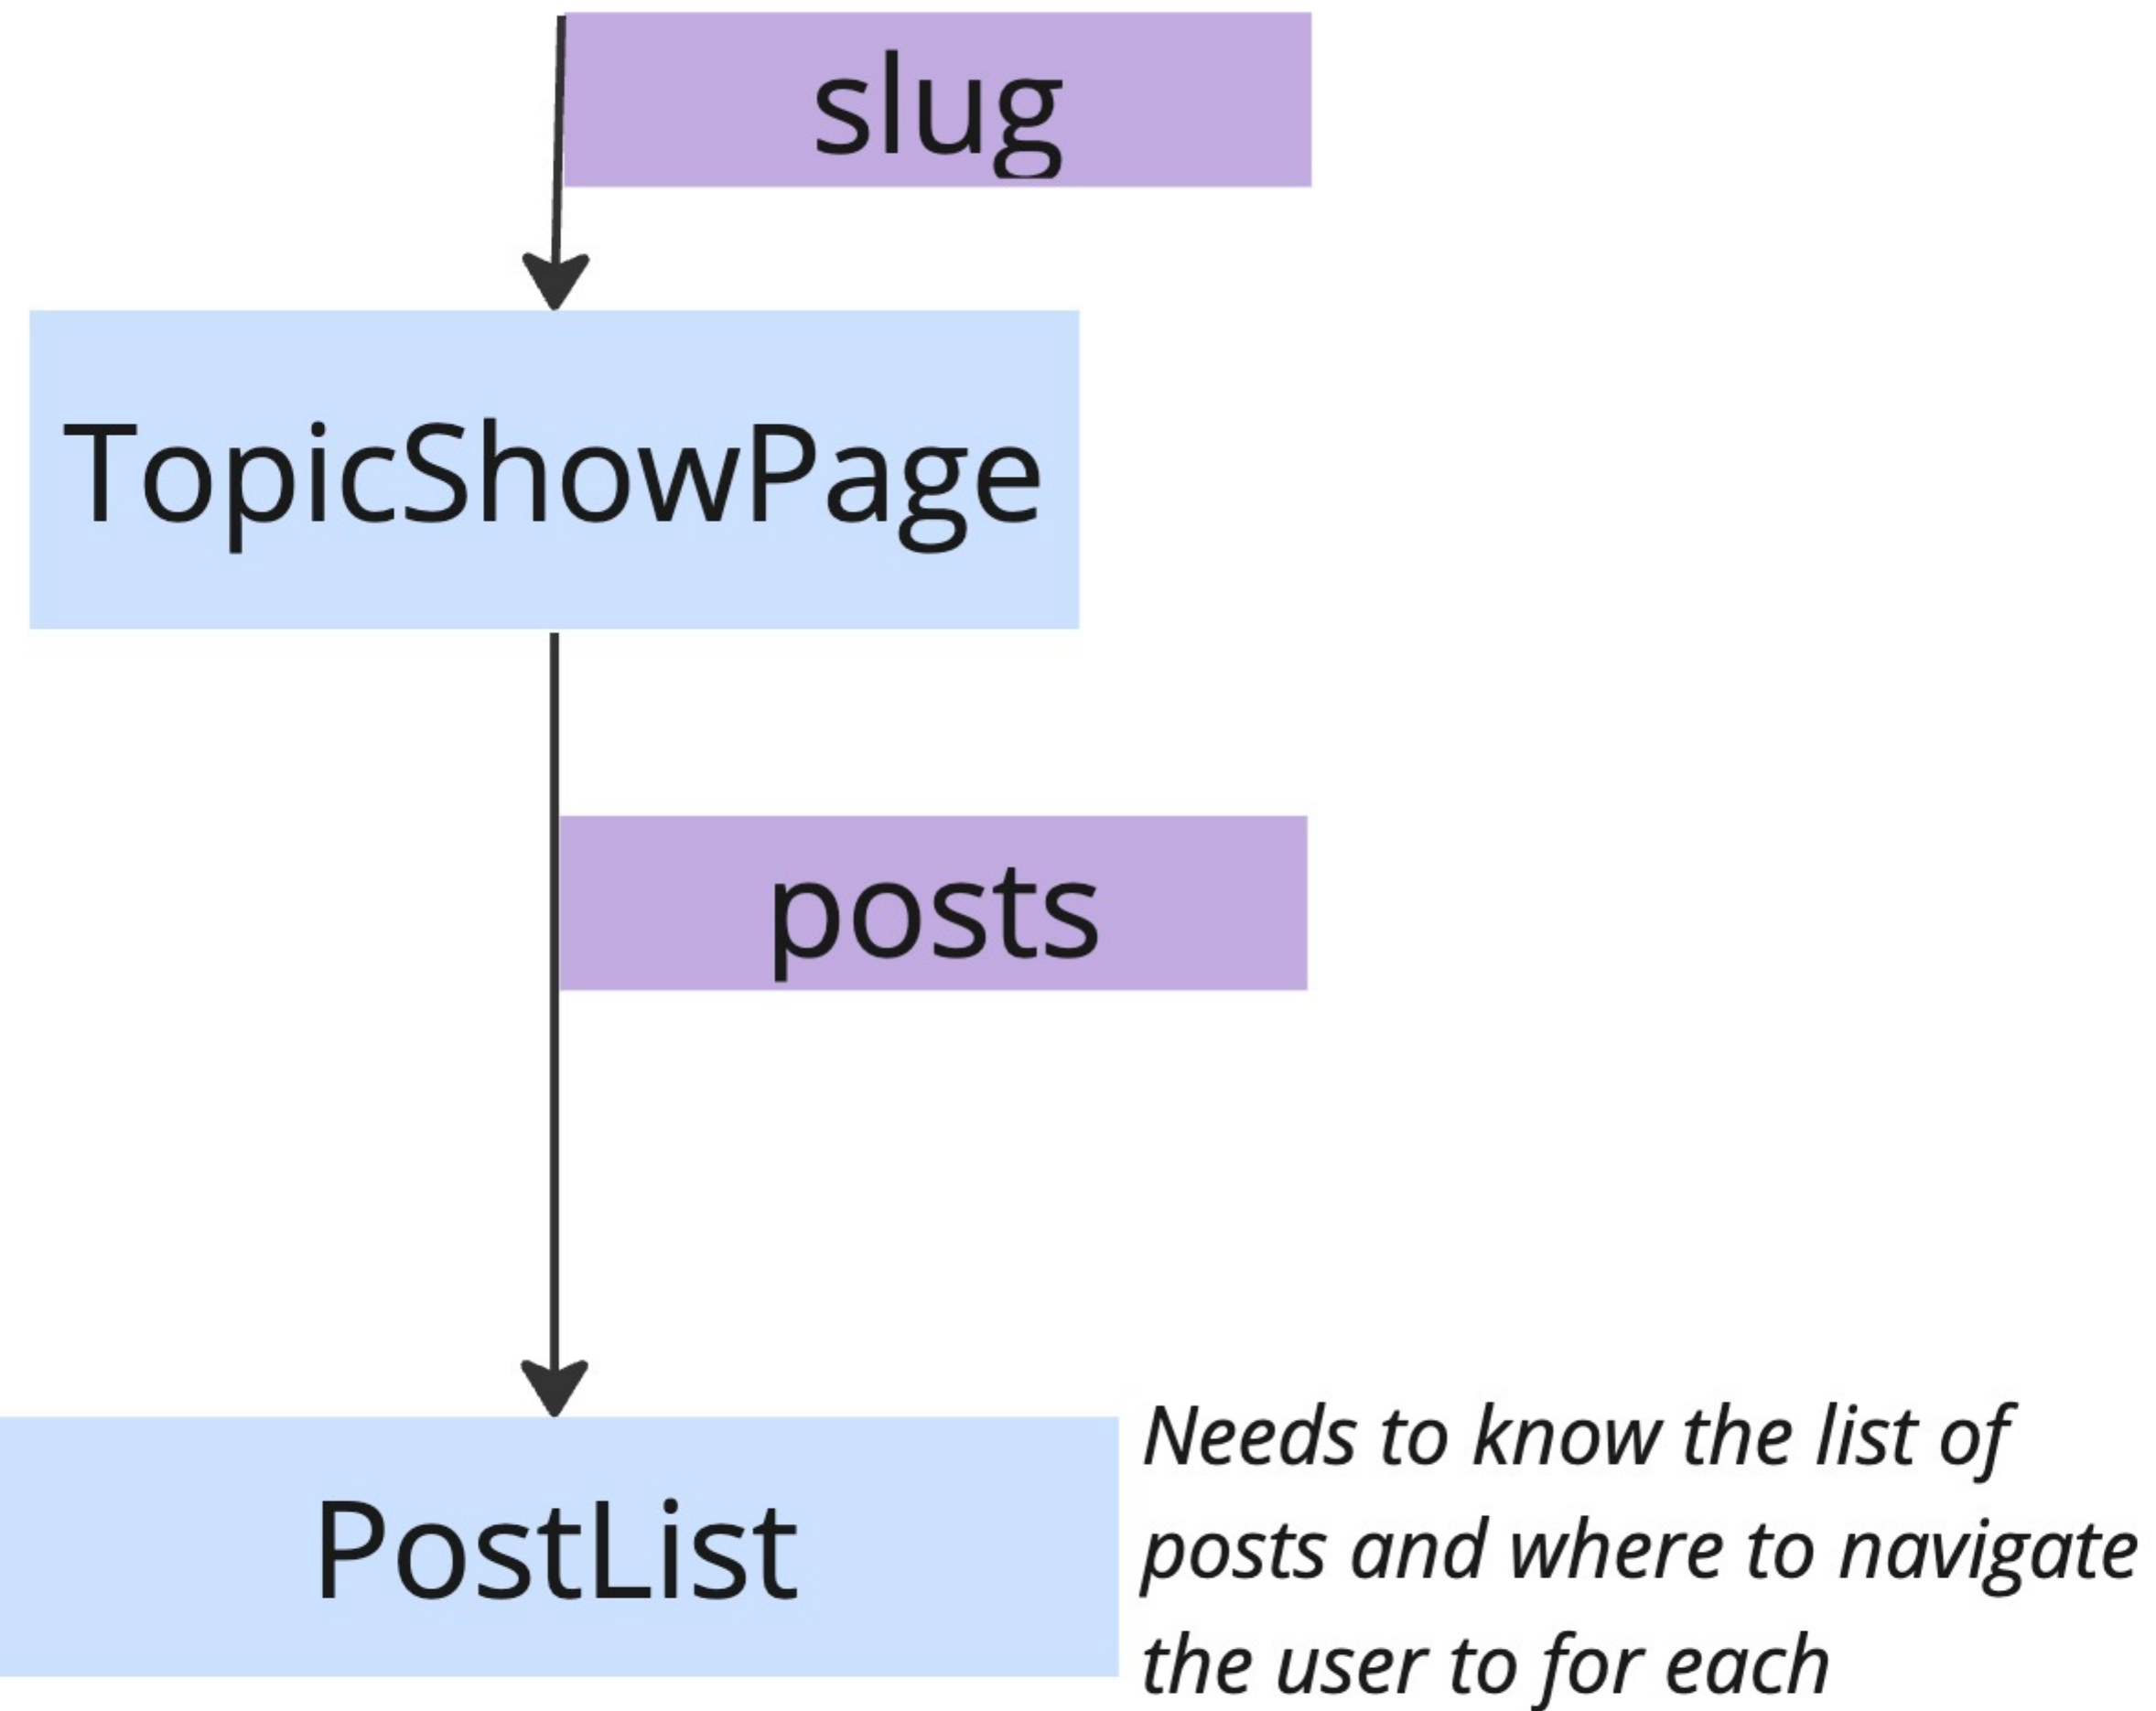 slug
TopicShowPage
posts
PostList
Needs to know the list of
posts and where to navigate
the user to for each